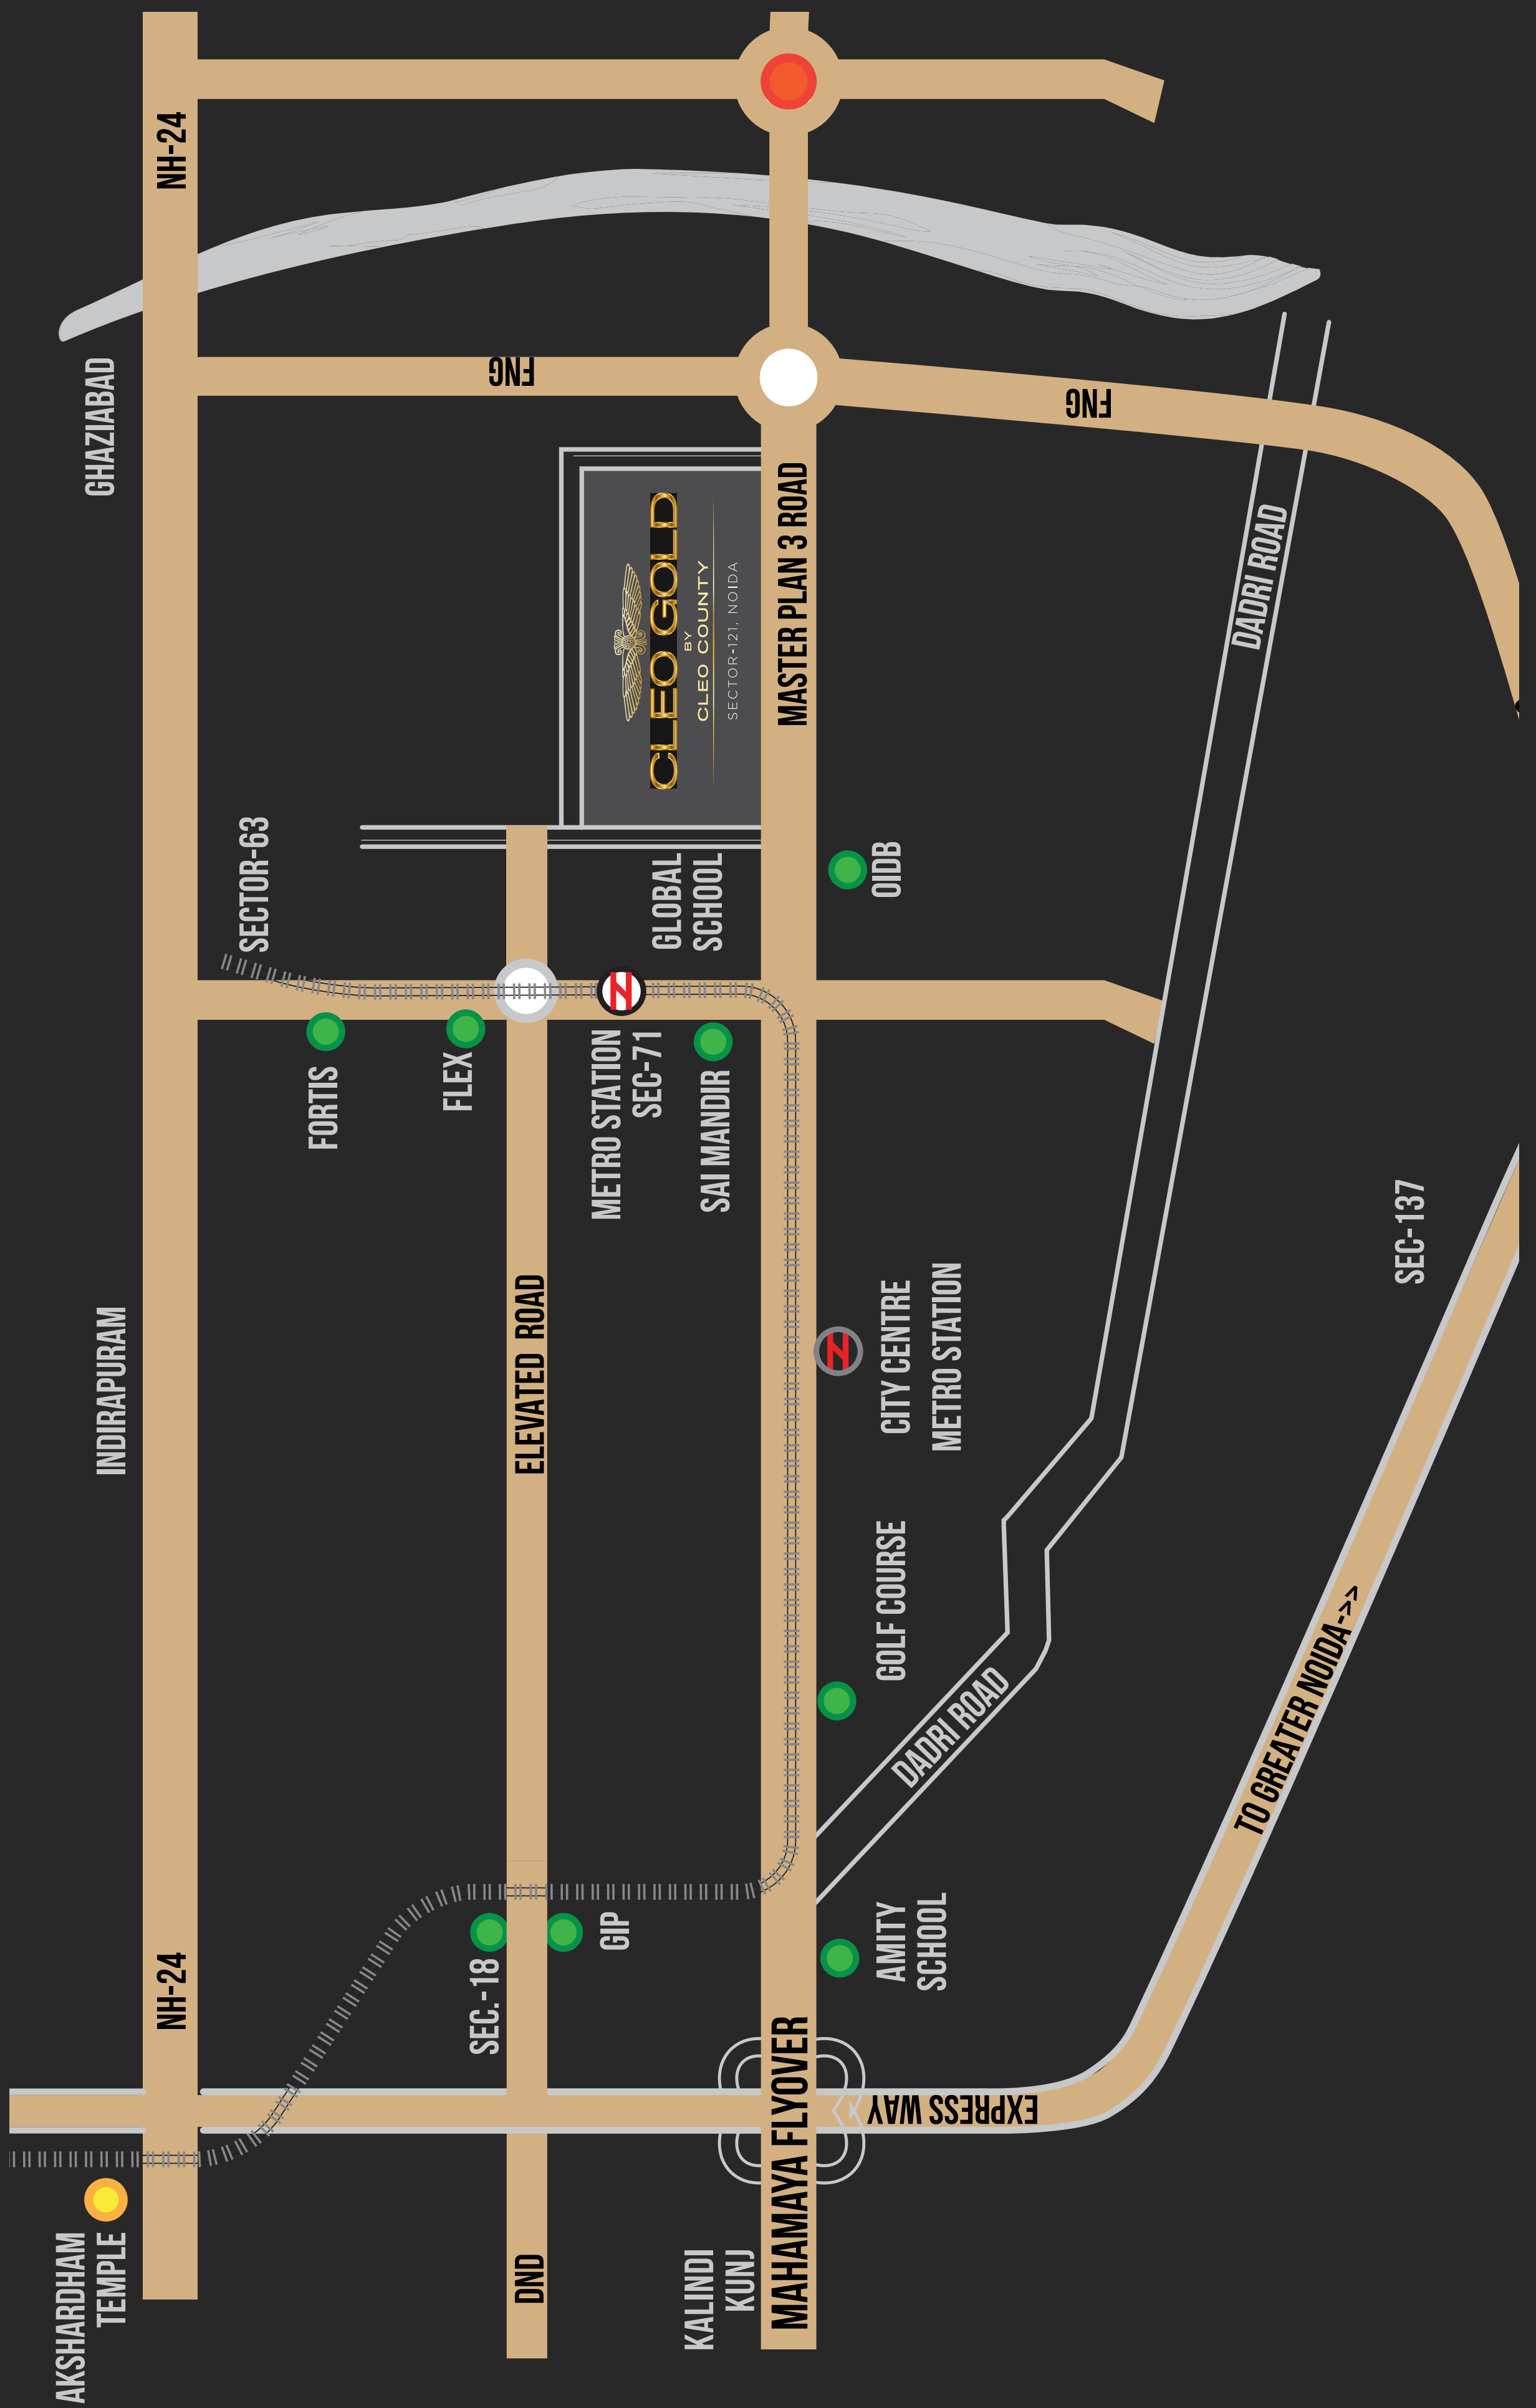 NH-24
GHAZIABAD
FNG
FNG
CLEO GOLD
BY
CLEO COUNTY
SECTOR-121, NOIDA
MASTER PLAN 3 ROAD
DADRI ROAD
SECTOR-63
GLOBAL
SCHOOL
OIDB
FORTIS
FLEX
METRO STATION
SEC-71
SAI MANDIR
SEC-137
INDIRAPURAM
ELEVATED ROAD
CITY CENTRE
METRO STATION
GOLF COURSE
DADRI ROAD
TO GREATER NOIDA->>
NH-24
SEC.-18
GIP
AMITY
SCHOOL
MAHAMAYA FLYOVER
EXPRESS WAY
AKSHARDHAM
TEMPLE
DND
KALINDI
KUNJ